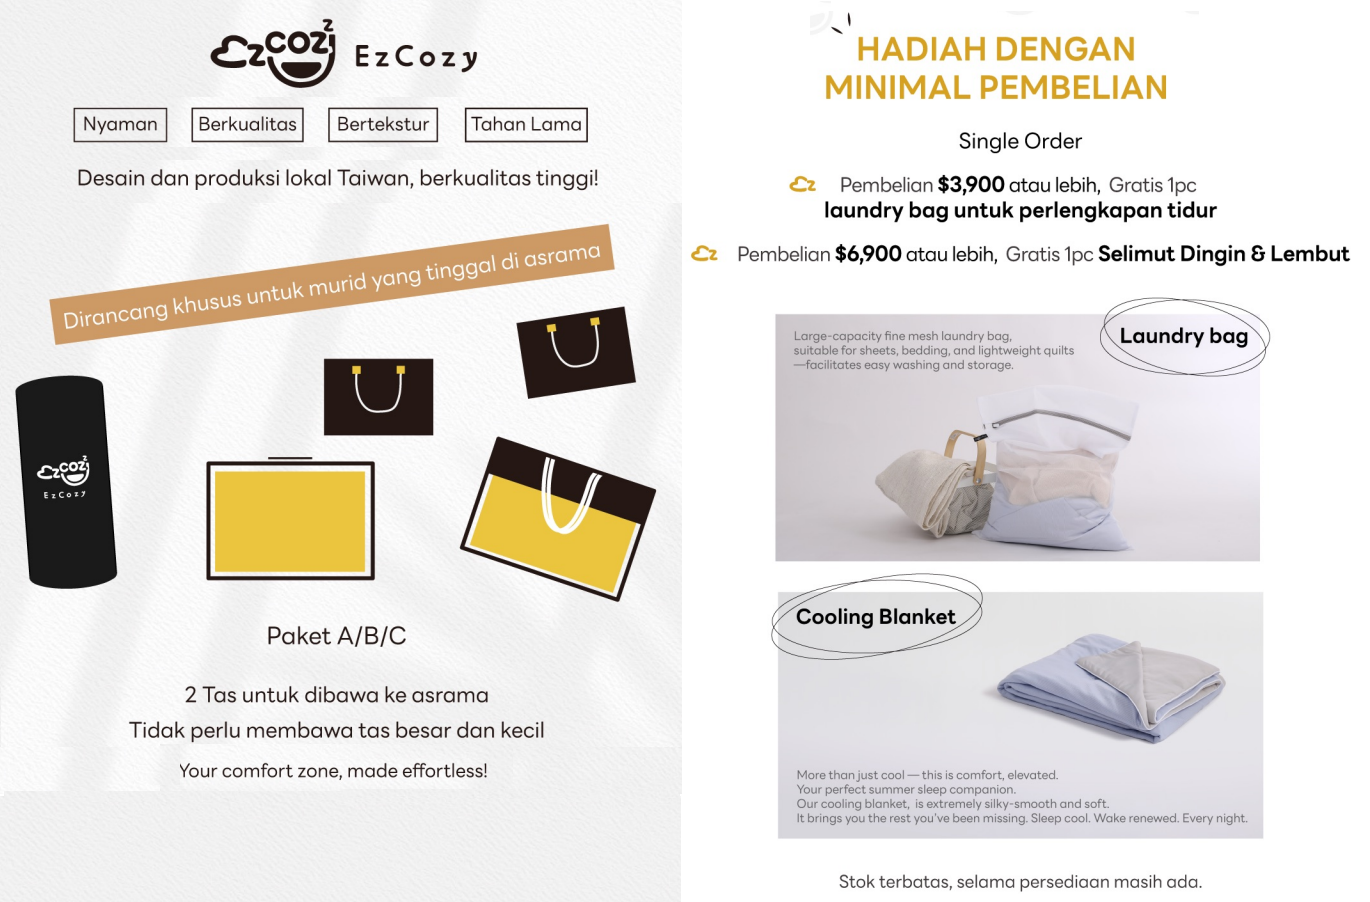 Ezcozzz EzCozy
Nyaman
Berkualitas
Bertekstur
Tahan Lama
Desain dan produksi lokal Taiwan, berkualitas tinggi!
Dirancang khusus untuk murid yang tinggal di asrama
Ezcozzz
EzCozy
Paket A/B/C
2 Tas untuk dibawa ke asrama
Tidak perlu membawa tas besar dan kecil
Your comfort zone, made effortless!
HADIAH DENGAN
MINIMAL PEMBELIAN
Single Order
Pembelian $3,900 atau lebih, Gratis 1pc
laundry bag untuk perlengkapan tidur
Pembelian $6,900 atau lebih, Gratis 1pc Selimut Dingin & Lembut
Laundry bag
Large-capacity fine mesh laundry bag,
suitable for sheets, bedding, and lightweight quilts
—facilitates easy washing and storage.
Cooling Blanket
More than just cool — this is comfort, elevated.
Your perfect summer sleep companion.
Our cooling blanket, is extremely silky-smooth and soft.
It brings you the rest you've been missing. Sleep cool. Wake renewed. Every night.
Stok terbatas, selama persediaan masih ada.